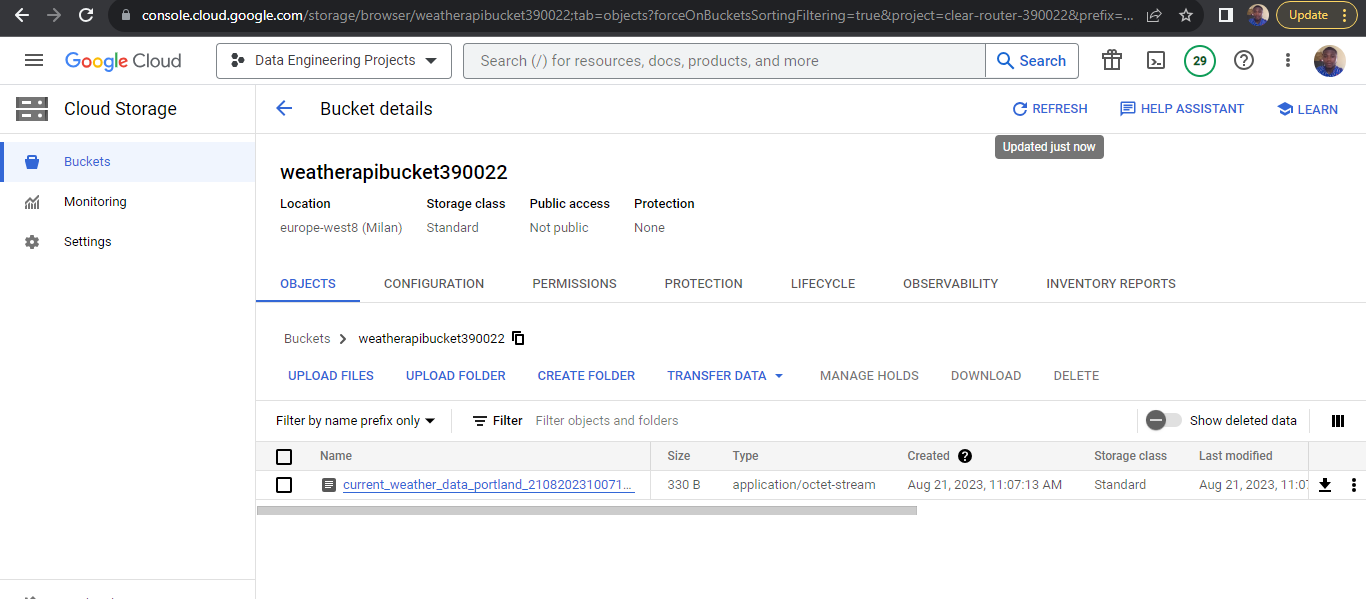 console.cloud.google.com/storage/browser/weatherapibucket390022;tab=objects?forceOnBucketsSortingFiltering=true&project=clear-router-390022&prefix=...
Update
Google Cloud
Data Engineering Projects
Search (/) for resources, docs, products, and more
Search
29
Cloud Storage
Bucket details
REFRESH
HELP ASSISTANT
LEARN
Updated just now
Buckets
Monitoring
Settings
weatherapibucket390022
Location Storage class Public access Protection
europe-west8 (Milan) Standard Not public None
OBJECTS CONFIGURATION PERMISSIONS PROTECTION LIFECYCLE OBSERVABILITY INVENTORY REPORTS
Buckets > weatherapibucket390022
UPLOAD FILES UPLOAD FOLDER CREATE FOLDER TRANSFER DATA MANAGE HOLDS DOWNLOAD DELETE
Filter by name prefix only Filter Filter objects and folders Show deleted data
Name Size Type Created Storage class Last modified
current_weather_data_portland_2108202310071... 330 B application/octet-stream Aug 21, 2023, 11:07:13 AM Standard Aug 21, 2023, 11:07